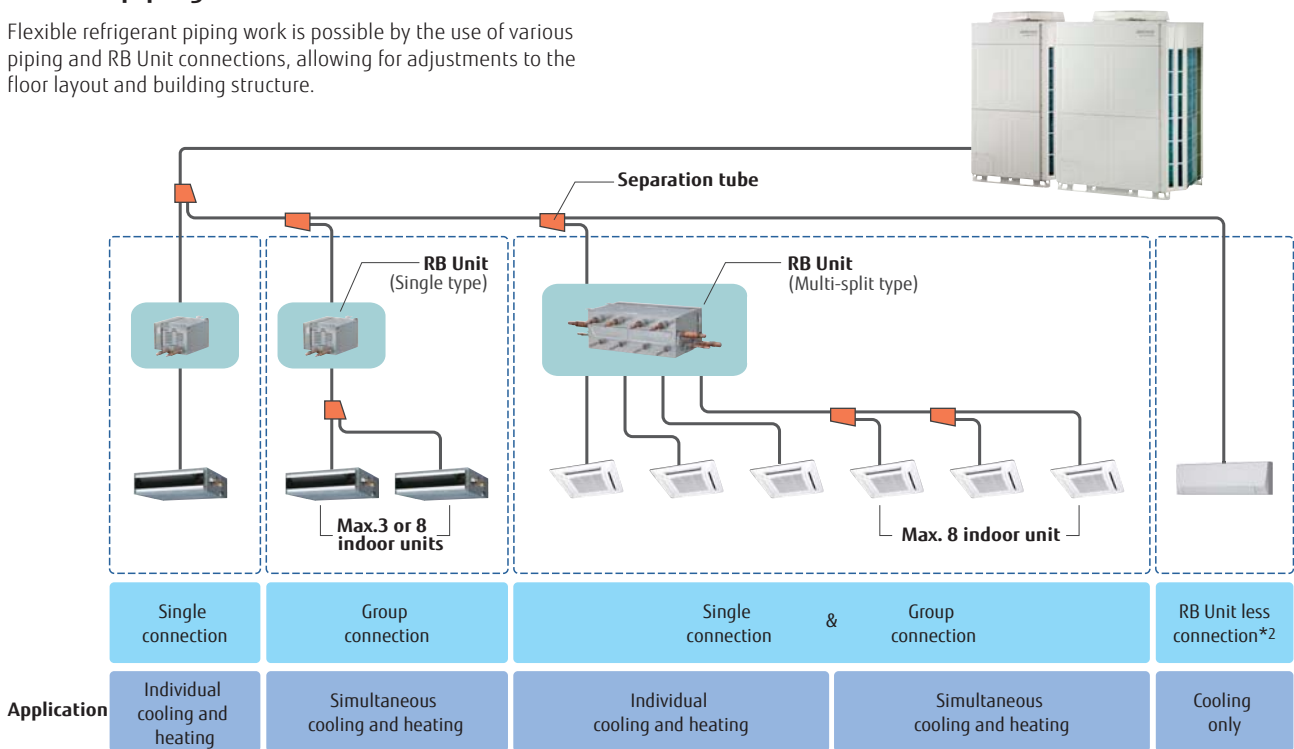 Flexible refrigerant piping work is possible by the use of various
piping and RB Unit connections, allowing for adjustments to the
floor layout and building structure.
Separation tube
RB Unit
(Single type)
RB Unit
(Multi-split type)
Max.3 or 8
indoor units
Max. 8 indoor unit
Single
connection
Group
connection
Single
connection
&
Group
connection
RB Unit less
connection*2
Application
Individual
cooling and
heating
Simultaneous
cooling and heating
Individual
cooling and heating
Simultaneous
cooling and heating
Cooling
only